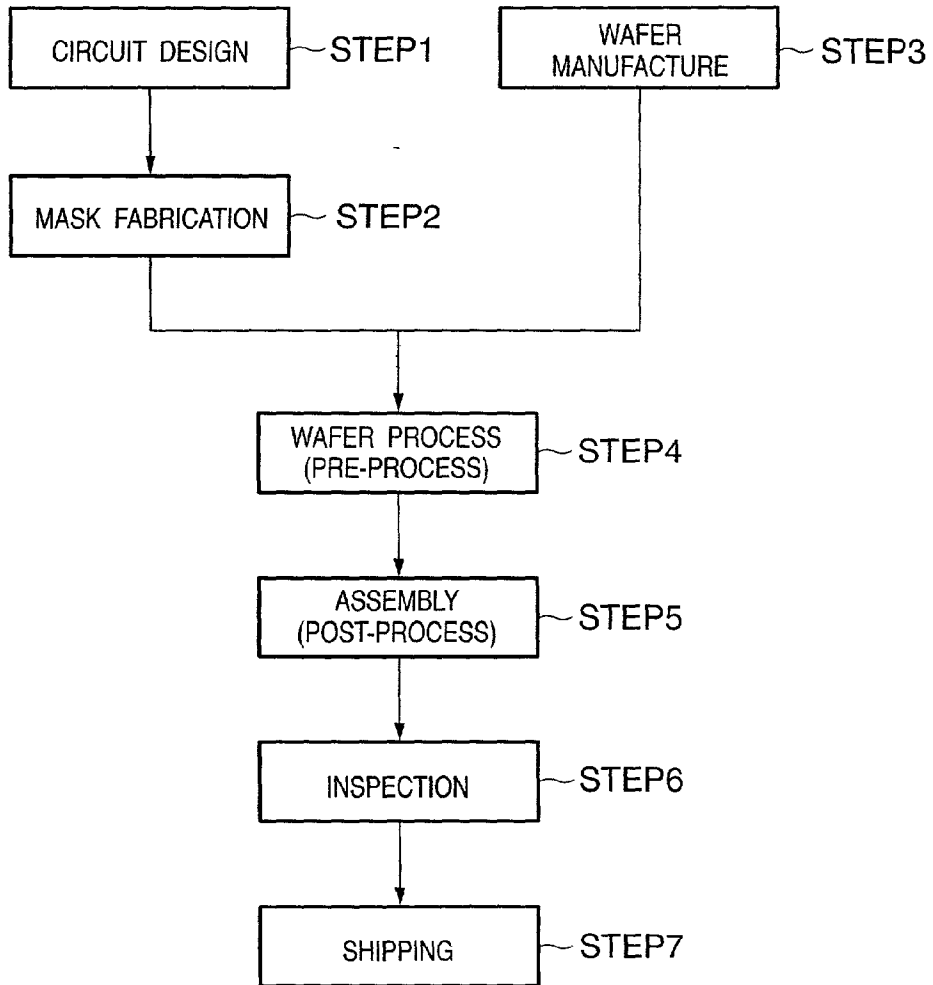 CIRCUIT DESIGN
STEP1
WAFER
MANUFACTURE
STEP3
MASK FABRICATION
STEP2
WAFER PROCESS
(PRE-PROCESS)
STEP4
ASSEMBLY
(POST-PROCESS)
STEP5
INSPECTION
STEP6
SHIPPING
STEP7